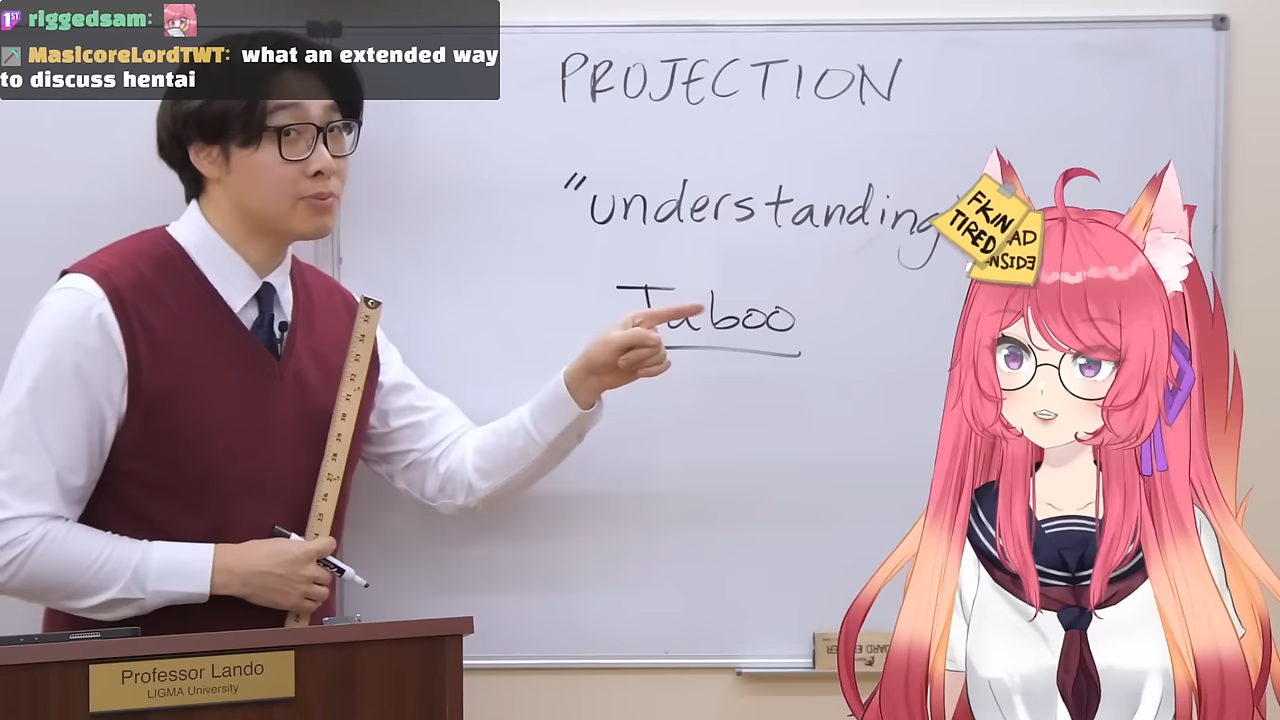 1ST riggedsam:
MasicoreLordTWT: what an extended way
to discuss hentai
PROJECTION
"understanding
Taboo
FKIN
TIRED
INSIDE
Professor Lando
LIGMA University